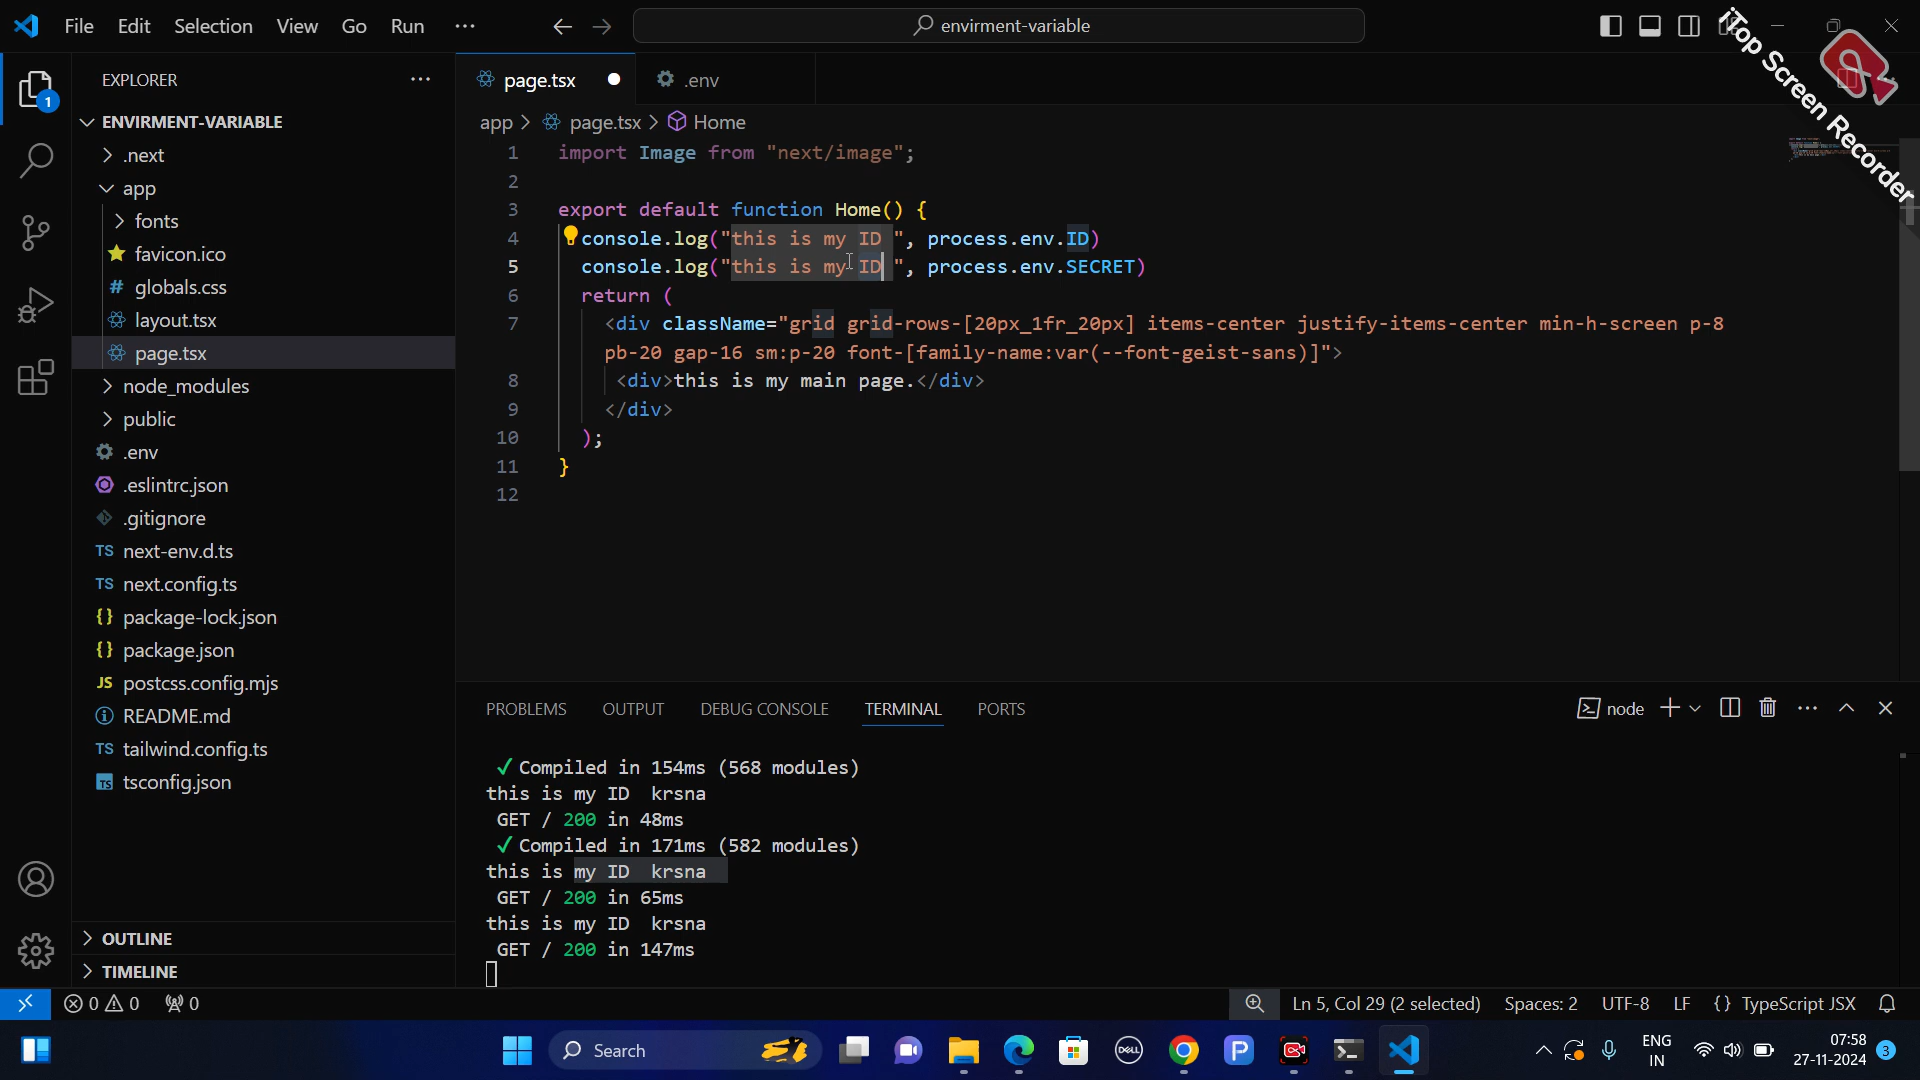 File Edit Selection View Go Run ··· envirment-variable
iTop Screen Recorder
EXPLORER ···
page.tsx
.env
ENVIRMENT-VARIABLE
.next
app
fonts
favicon.ico
globals.css
layout.tsx
page.tsx
node_modules
public
.env
.eslintrc.json
.gitignore
next-env.d.ts
next.config.ts
package-lock.json
package.json
postcss.config.mjs
README.md
tailwind.config.ts
tsconfig.json
OUTLINE
TIMELINE
app > page.tsx > Home
1 import Image from "next/image";
2
3 export default function Home() {
4 console.log("this is my ID ", process.env.ID)
5 console.log("this is my ID ", process.env.SECRET)
6 return (
7 <div className="grid grid-rows-[20px_1fr_20px] items-center justify-items-center min-h-screen p-8
pb-20 gap-16 sm:p-20 font-[family-name:var(--font-geist-sans)]">
8 <div>this is my main page.</div>
9 </div>
10 );
11 }
12
PROBLEMS OUTPUT DEBUG CONSOLE TERMINAL PORTS node
✓ Compiled in 154ms (568 modules)
this is my ID  krsna
GET / 200 in 48ms
✓ Compiled in 171ms (582 modules)
this is my ID  krsna
GET / 200 in 65ms
this is my ID  krsna
GET / 200 in 147ms
0 0 0 Ln 5, Col 29 (2 selected) Spaces: 2 UTF-8 LF {} TypeScript JSX
Search
DELL
ENG
IN
07:58
27-11-2024
3